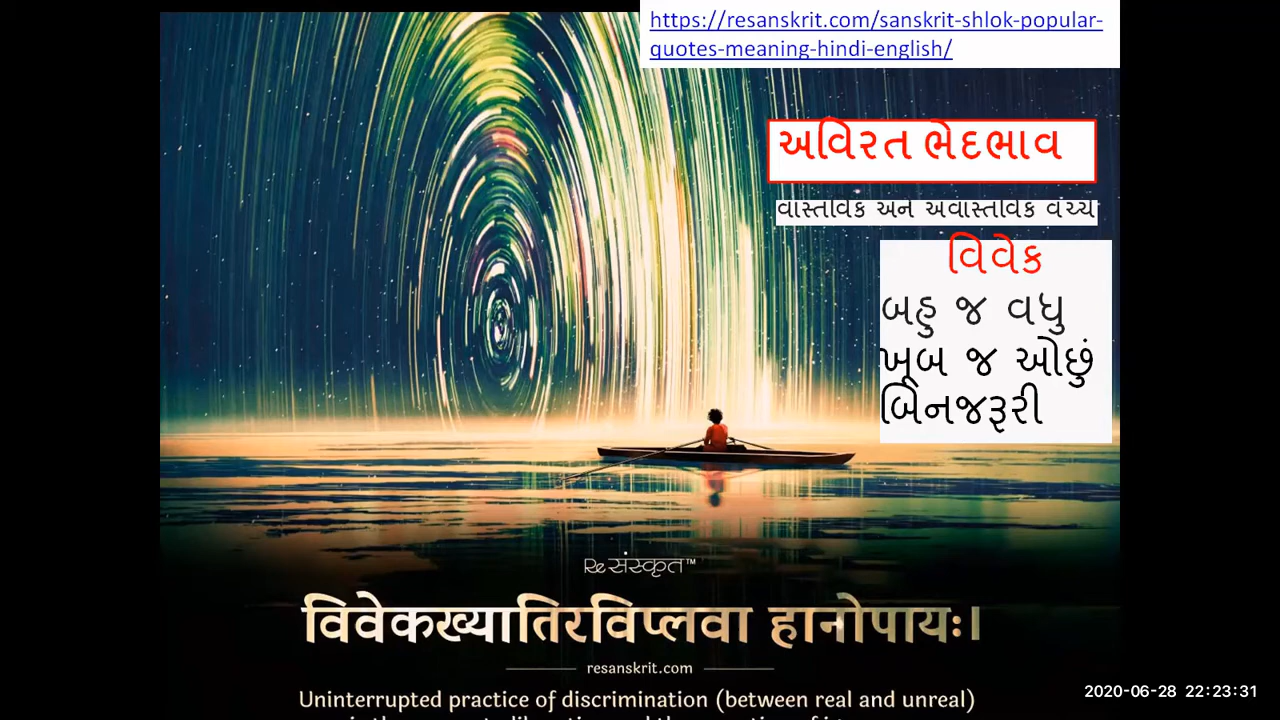 https://resanskrit.com/sanskrit-shlok-popular-
quotes-meaning-hindi-english/
અવિરત ભેદભાવ
વાસ્તવિક અને અવાસ્તવિક વચ્ચે
વિવેક
બહુ જ વધુ
ખૂબ જ ઓછું
બિનજરૂરી
Reसंस्कृत™
विवेकख्यातिरविप्लवा हानोपायः।
resanskrit.com
2020-06-28 22:23:31
Uninterrupted practice of discrimination (between real and unreal)